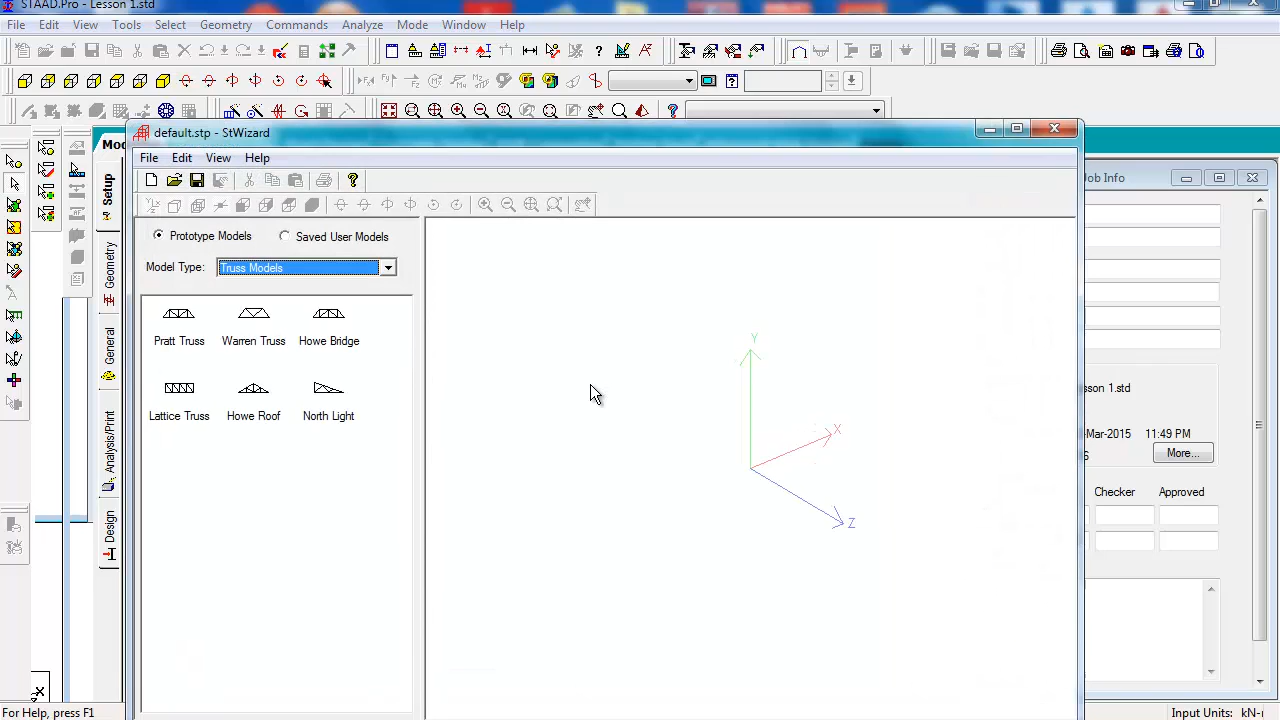 STAAD.Pro - Lesson 1.std
File Edit View Tools Select Geometry Commands Analyze Mode Window Help
default.stp - StWizard
File Edit View Help
Prototype Models Saved User Models
Model Type: Truss Models
Pratt Truss Warren Truss Howe Bridge
Lattice Truss Howe Roof North Light
Y
X
Z
Setup
Geometry
General
Analysis/Print
Design
Job Info
sson 1.std
-Mar-2015 11:49 PM
More...
Checker Approved
For Help, press F1
Input Units: